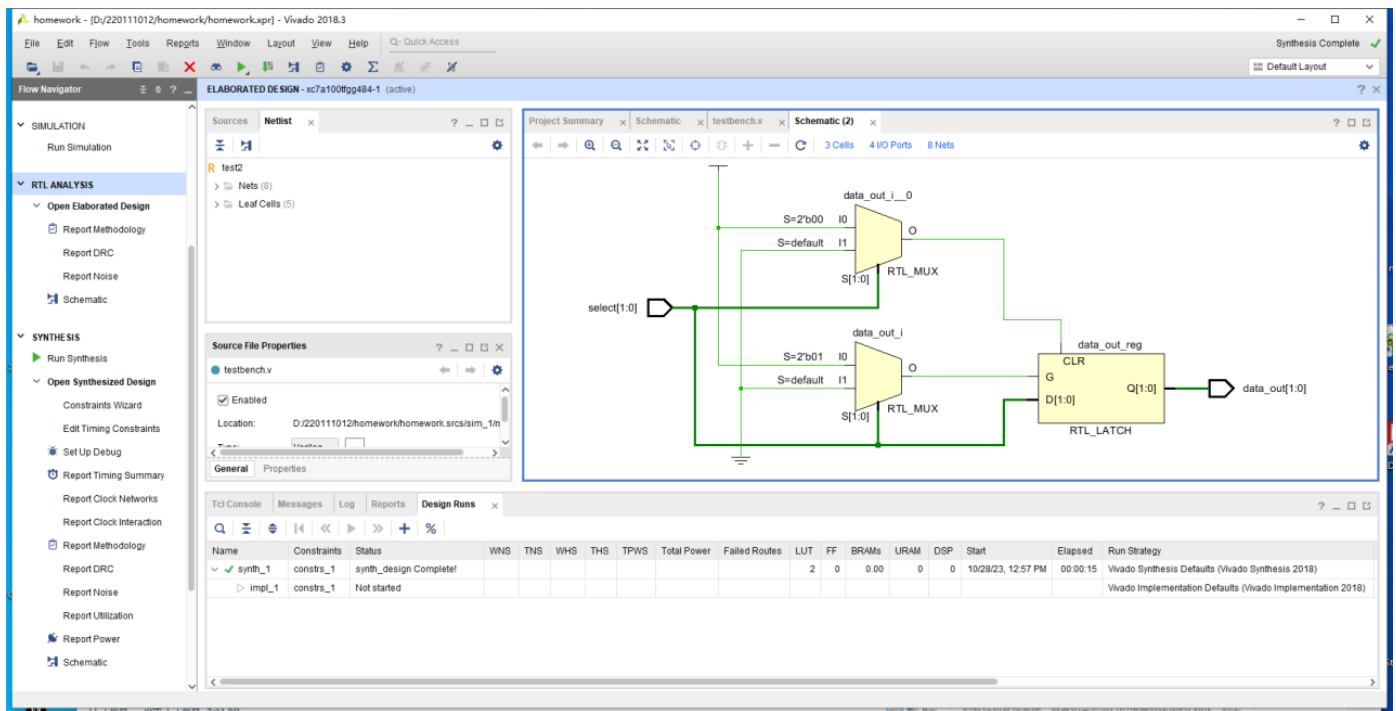 homework - [D:/220111012/homework/homework.xpr] - Vivado 2018.3
File Edit Flow Tools Reports Window Layout View Help Q- Quick Access Synthesis Complete
Default Layout
Flow Navigator
ELABORATED DESIGN - xc7a100tfgg484-1 (active)
SIMULATION
Run Simulation
RTL ANALYSIS
Open Elaborated Design
Report Methodology
Report DRC
Report Noise
Schematic
SYNTHESIS
Run Synthesis
Open Synthesized Design
Constraints Wizard
Edit Timing Constraints
Set Up Debug
Report Timing Summary
Report Clock Networks
Report Clock Interaction
Report Methodology
Report DRC
Report Noise
Report Utilization
Report Power
Schematic
Sources Netlist
R test2
Nets (8)
Leaf Cells (5)
Source File Properties
testbench.v
Enabled
Location: D:/220111012/homework/homework.srcs/sim_1/n
General Properties
Project Summary Schematic testbench.v Schematic (2)
3 Cells 4 I/O Ports 8 Nets
data_out_i__0
S=2'b00 I0
O
S=default I1
S[1:0] RTL_MUX
select[1:0]
data_out_i
S=2'b01 I0
O
S=default I1
S[1:0] RTL_MUX
data_out_reg
CLR
G
D[1:0]
Q[1:0]
data_out[1:0]
RTL_LATCH
Tcl Console Messages Log Reports Design Runs
Name Constraints Status WNS TNS WHS THS TPWS Total Power Failed Routes LUT FF BRAMs URAM DSP Start Elapsed Run Strategy
synth_1 constrs_1 synth_design Complete! 2 0 0.00 0 0 10/28/23, 12:57 PM 00:00:15 Vivado Synthesis Defaults (Vivado Synthesis 2018)
impl_1 constrs_1 Not started Vivado Implementation Defaults (Vivado Implementation 2018)